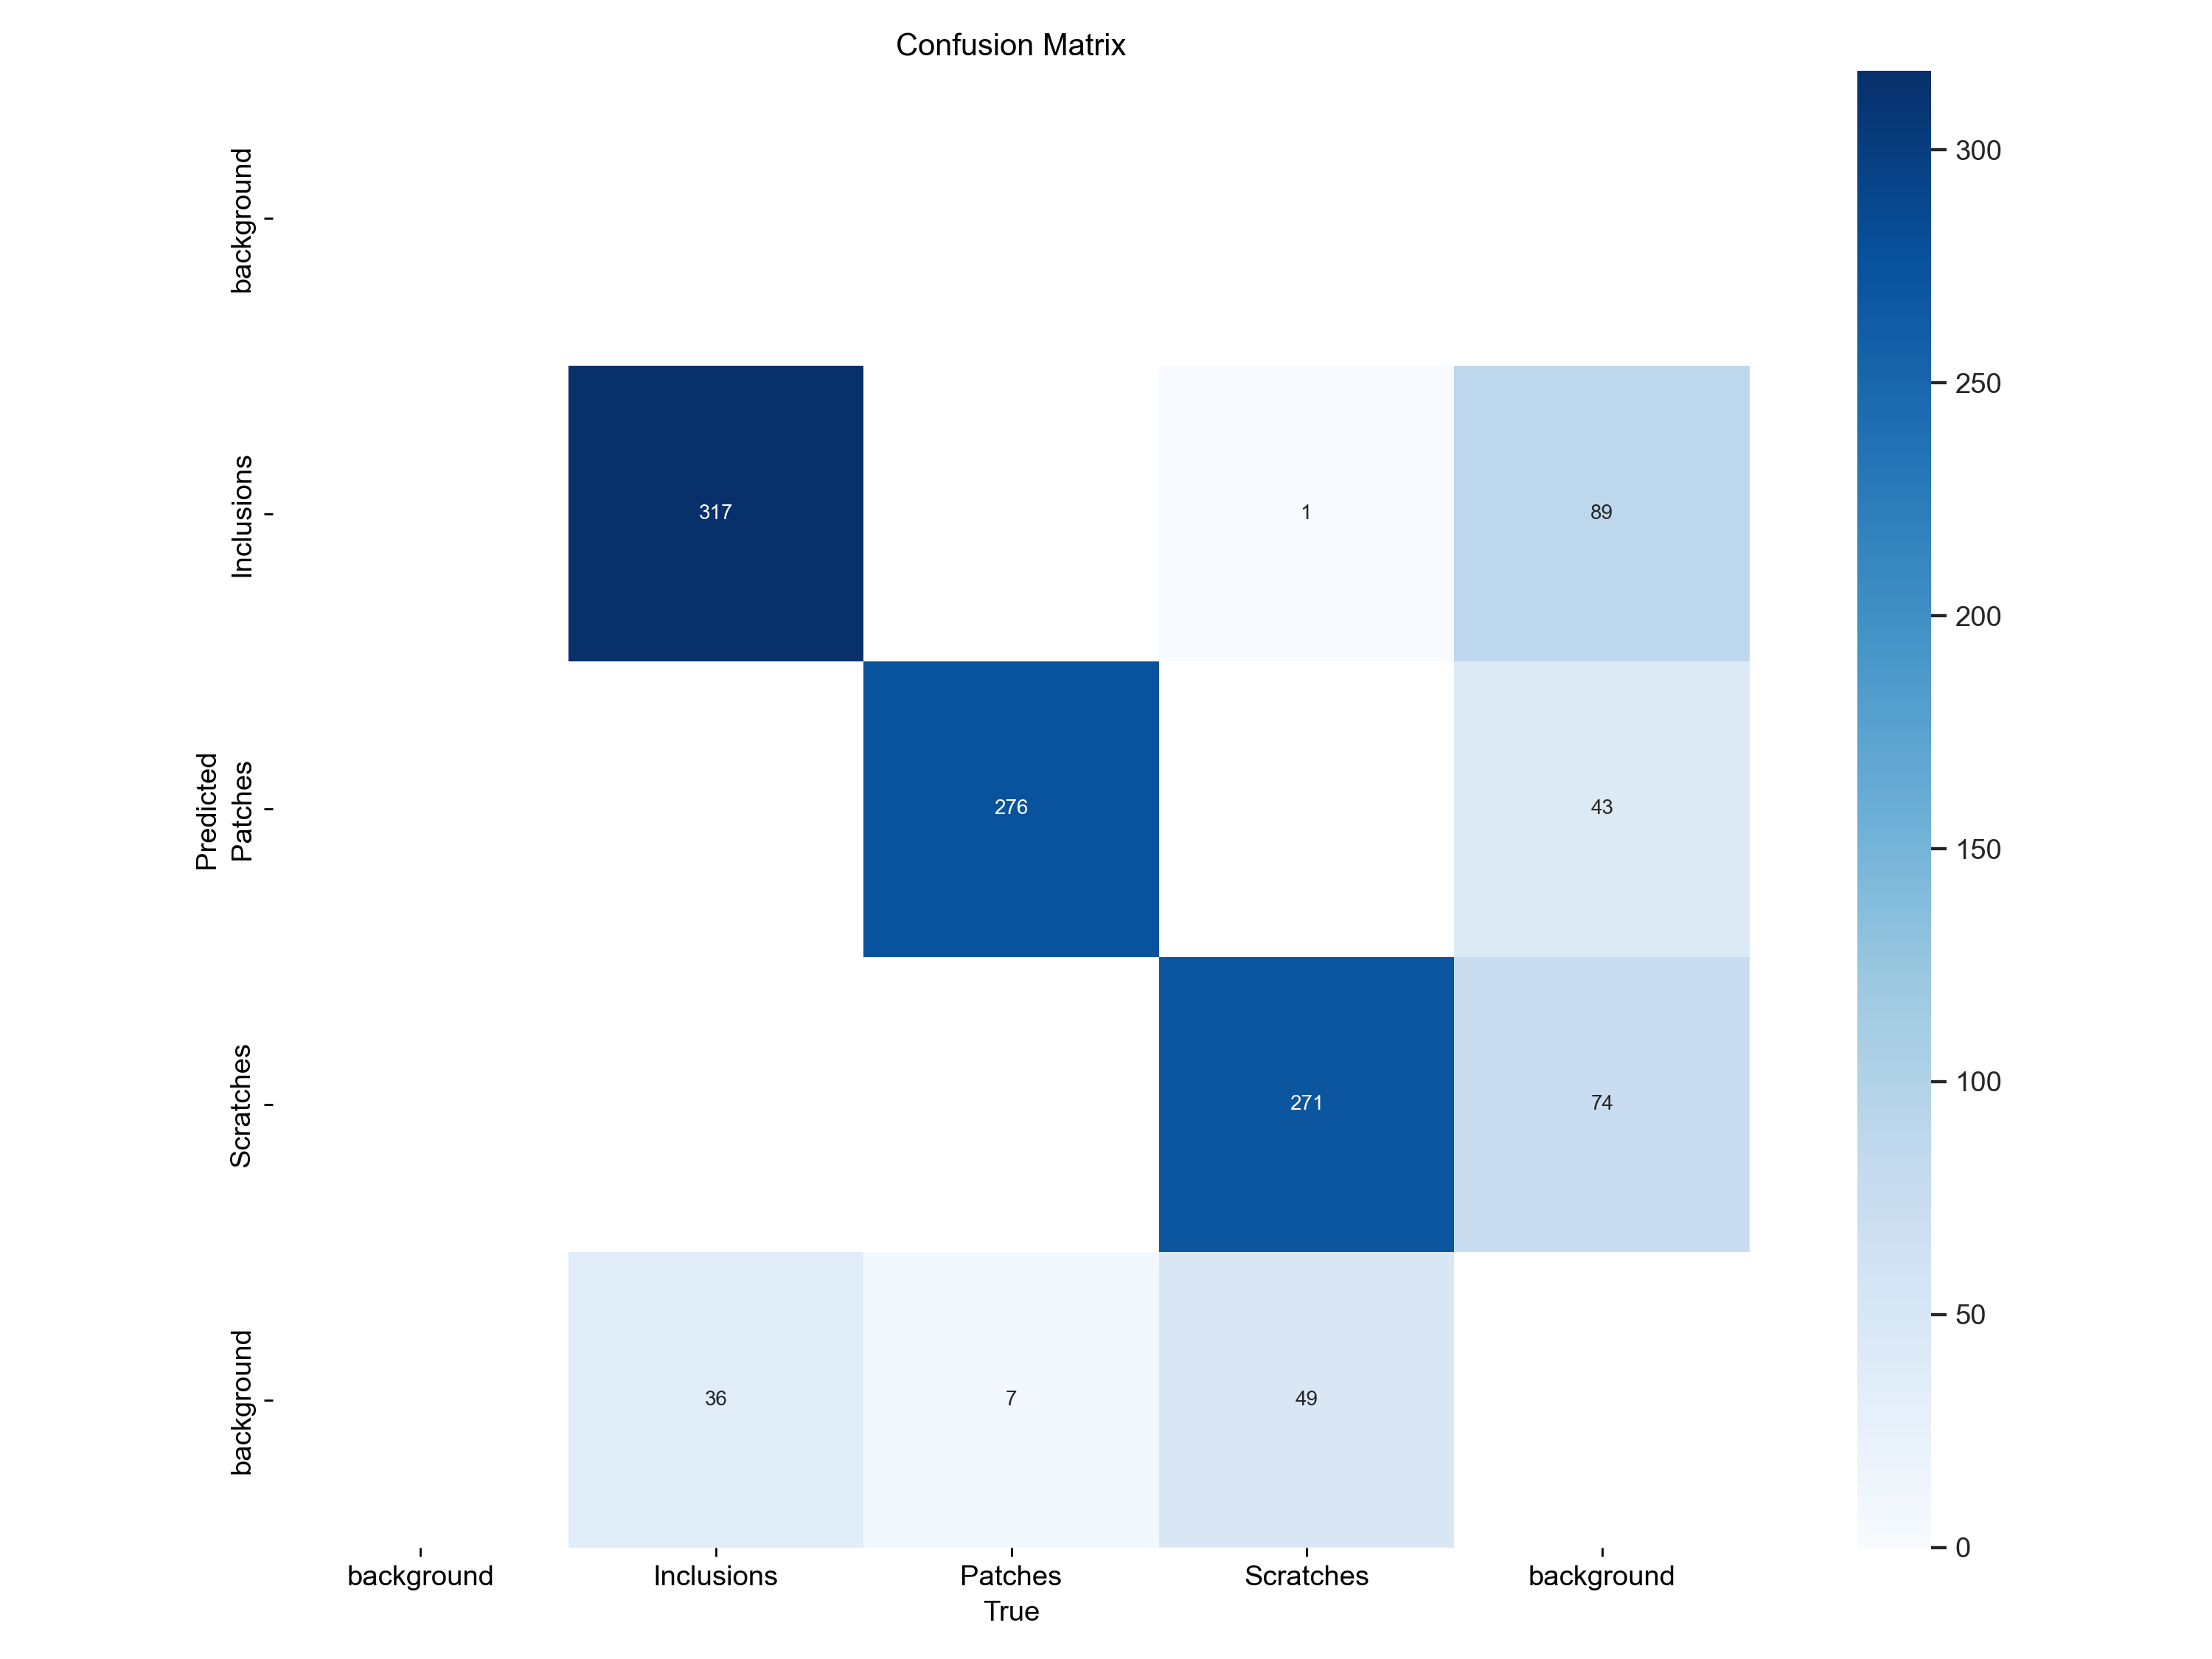 Confusion Matrix
background
Inclusions
Patches
Scratches
background
Predicted
317
1
89
276
43
271
74
36
7
49
background
Inclusions
Patches
Scratches
background
True
300
250
200
150
100
50
0